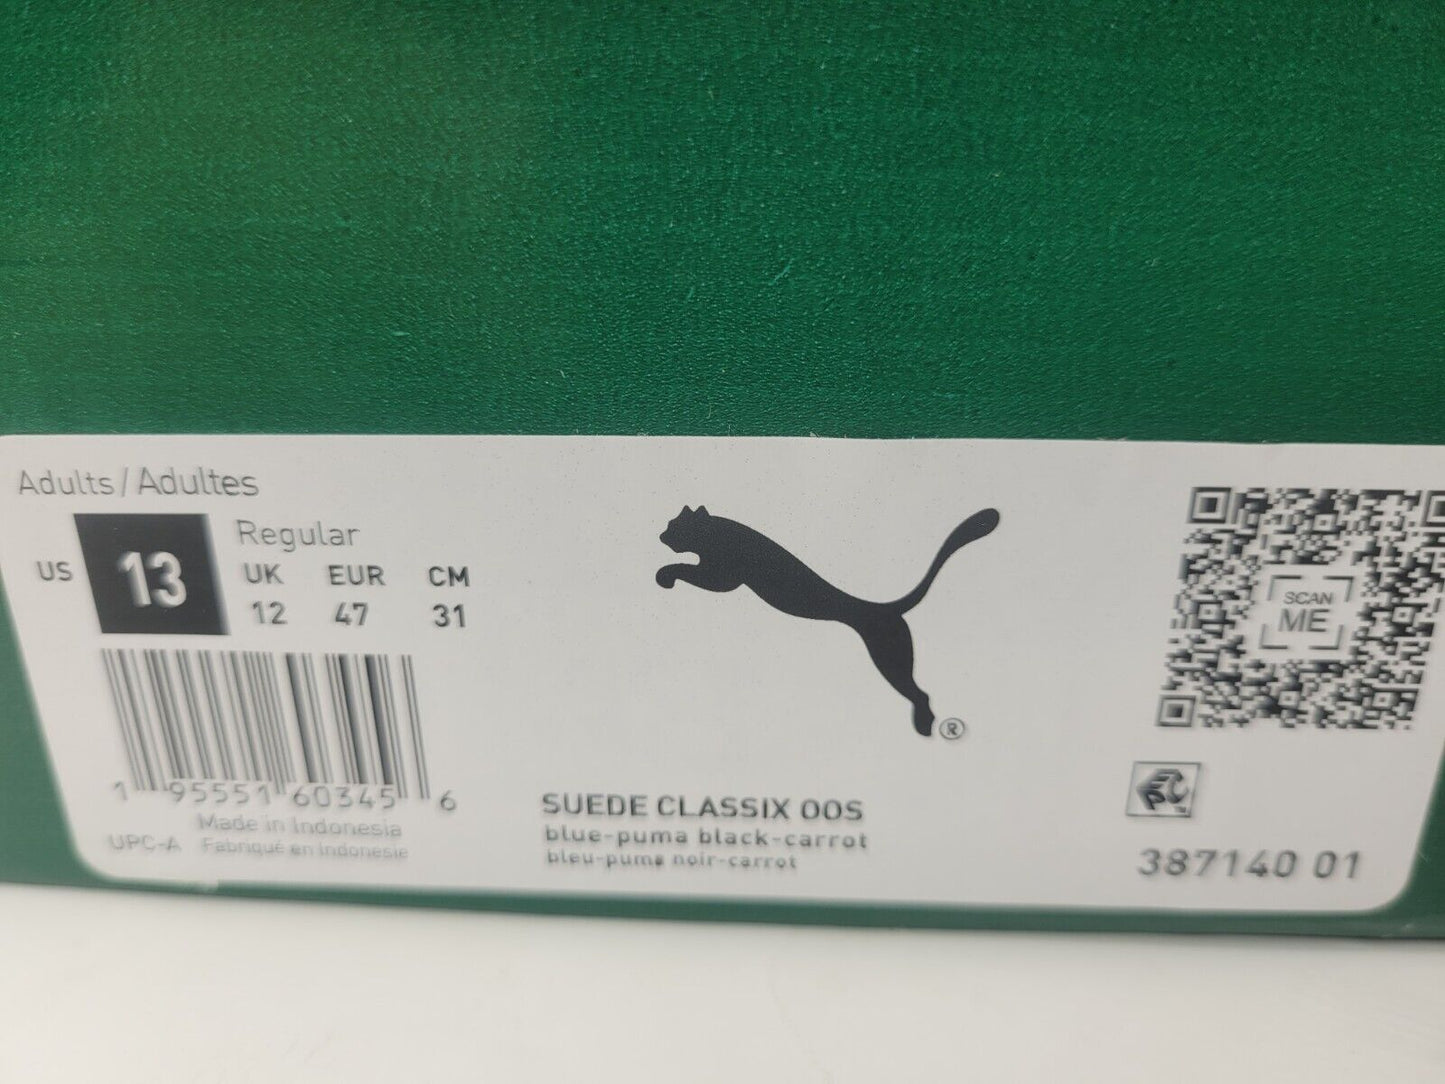 Adults / Adultes
US 13
Regular
UK EUR CM
12 47 31
1 95551 60345 6
Made in Indonesia
UPC-A Fabriqué en Indonesie
®
SUEDE CLASSIX OOS
blue-puma black-carrot
bleu-puma noir-carrot
SCAN
ME
387140 01